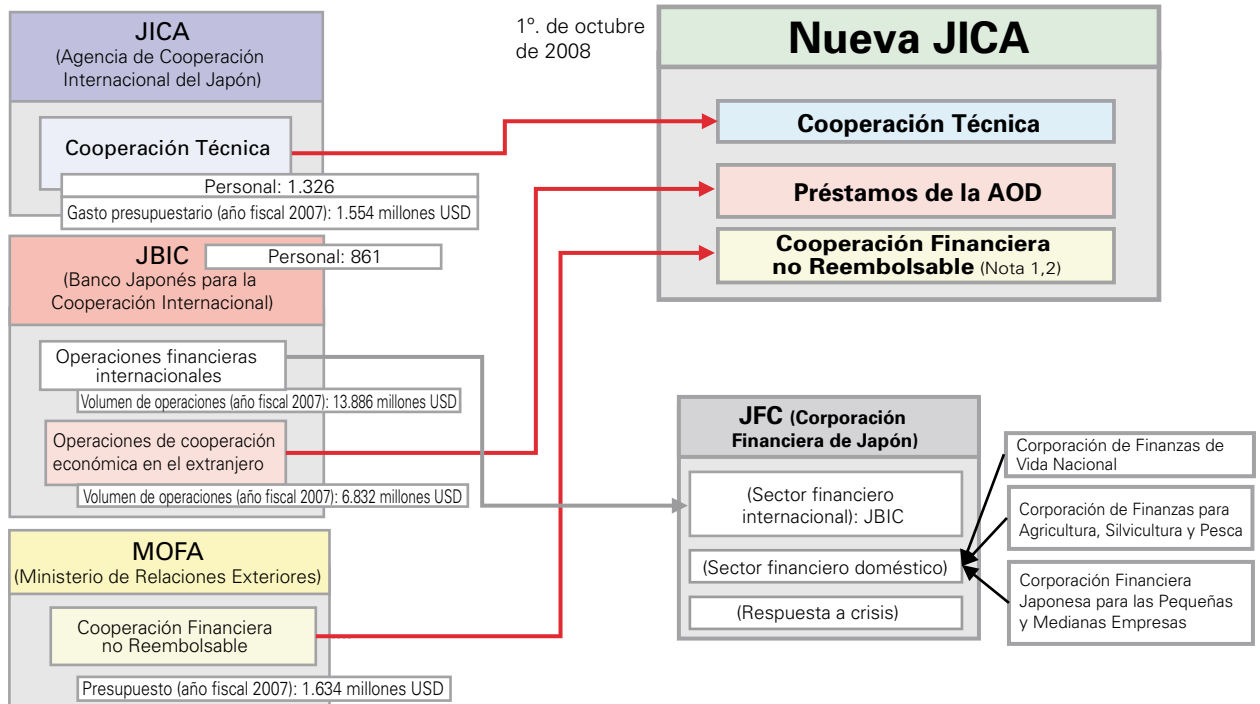 JICA
(Agencia de Cooperación
Internacional del Japón)
Cooperación Técnica
Personal: 1.326
Gasto presupuestario (año fiscal 2007): 1.554 millones USD
JBIC
Personal: 861
(Banco Japonés para la
Cooperación Internacional)
Operaciones financieras
internacionales
Volumen de operaciones (año fiscal 2007): 13.886 millones USD
Operaciones de cooperación
económica en el extranjero
Volumen de operaciones (año fiscal 2007): 6.832 millones USD
MOFA
(Ministerio de Relaciones Exteriores)
Cooperación Financiera
no Reembolsable
Presupuesto (año fiscal 2007): 1.634 millones USD
1º. de octubre
de 2008
Nueva JICA
Cooperación Técnica
Préstamos de la AOD
Cooperación Financiera
no Reembolsable (Nota 1,2)
JFC (Corporación
Financiera de Japón)
(Sector financiero
internacional): JBIC
(Sector financiero doméstico)
(Respuesta a crisis)
Corporación de Finanzas de
Vida Nacional
Corporación de Finanzas para
Agricultura, Silvicultura y Pesca
Corporación Financiera
Japonesa para las Pequeñas
y Medianas Empresas